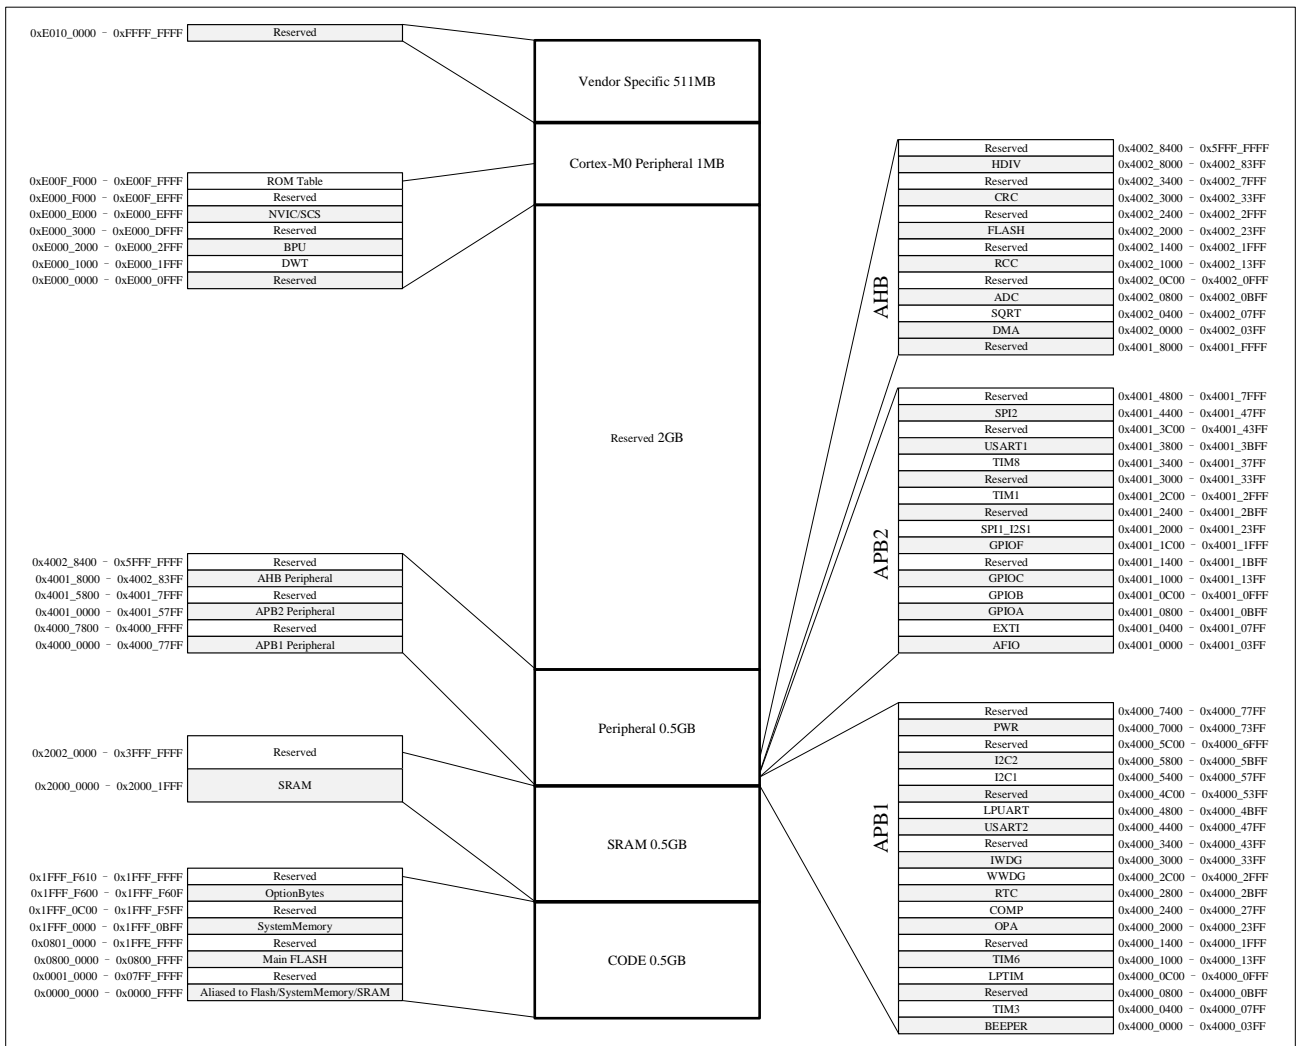 0xE010_0000 - 0xFFFF_FFFF Reserved
0xE00F_F000 - 0xE00F_FFFF ROM Table
0xE000_F000 - 0xE00F_EFFF Reserved
0xE000_E000 - 0xE000_EFFF NVIC/SCS
0xE000_3000 - 0xE000_DFFF Reserved
0xE000_2000 - 0xE000_2FFF BPU
0xE000_1000 - 0xE000_1FFF DWT
0xE000_0000 - 0xE000_0FFF Reserved
0x4002_8400 - 0x5FFF_FFFF Reserved
0x4001_8000 - 0x4002_83FF AHB Peripheral
0x4001_5800 - 0x4001_7FFF Reserved
0x4001_0000 - 0x4001_57FF APB2 Peripheral
0x4000_7800 - 0x4000_FFFF Reserved
0x4000_0000 - 0x4000_77FF APB1 Peripheral
0x2002_0000 - 0x3FFF_FFFF Reserved
0x2000_0000 - 0x2000_1FFF SRAM
0x1FFF_F610 - 0x1FFF_FFFF Reserved
0x1FFF_F600 - 0x1FFF_F60F OptionBytes
0x1FFF_0C00 - 0x1FFF_F5FF Reserved
0x1FFF_0000 - 0x1FFF_0BFF SystemMemory
0x0801_0000 - 0x1FFE_FFFF Reserved
0x0800_0000 - 0x0800_FFFF Main FLASH
0x0001_0000 - 0x07FF_FFFF Reserved
0x0000_0000 - 0x0000_FFFF Aliased to Flash/SystemMemory/SRAM
Vendor Specific 511MB
Cortex-M0 Peripheral 1MB
Reserved 2GB
Peripheral 0.5GB
SRAM 0.5GB
CODE 0.5GB
AHB
Reserved 0x4002_8400 - 0x5FFF_FFFF
HDIV 0x4002_8000 - 0x4002_83FF
Reserved 0x4002_3400 - 0x4002_7FFF
CRC 0x4002_3000 - 0x4002_33FF
Reserved 0x4002_2400 - 0x4002_2FFF
FLASH 0x4002_2000 - 0x4002_23FF
Reserved 0x4002_1400 - 0x4002_1FFF
RCC 0x4002_1000 - 0x4002_13FF
Reserved 0x4002_0C00 - 0x4002_0FFF
ADC 0x4002_0800 - 0x4002_0BFF
SQRT 0x4002_0400 - 0x4002_07FF
DMA 0x4002_0000 - 0x4002_03FF
Reserved 0x4001_8000 - 0x4001_FFFF
APB2
Reserved 0x4001_4800 - 0x4001_7FFF
SPI2 0x4001_4400 - 0x4001_47FF
Reserved 0x4001_3C00 - 0x4001_43FF
USART1 0x4001_3800 - 0x4001_3BFF
TIM8 0x4001_3400 - 0x4001_37FF
Reserved 0x4001_3000 - 0x4001_33FF
TIM1 0x4001_2C00 - 0x4001_2FFF
Reserved 0x4001_2400 - 0x4001_2BFF
SPI1_I2S1 0x4001_2000 - 0x4001_23FF
GPIOF 0x4001_1C00 - 0x4001_1FFF
Reserved 0x4001_1400 - 0x4001_1BFF
GPIOC 0x4001_1000 - 0x4001_13FF
GPIOB 0x4001_0C00 - 0x4001_0FFF
GPIOA 0x4001_0800 - 0x4001_0BFF
EXTI 0x4001_0400 - 0x4001_07FF
AFIO 0x4001_0000 - 0x4001_03FF
APB1
Reserved 0x4000_7400 - 0x4000_77FF
PWR 0x4000_7000 - 0x4000_73FF
Reserved 0x4000_5C00 - 0x4000_6FFF
I2C2 0x4000_5800 - 0x4000_5BFF
I2C1 0x4000_5400 - 0x4000_57FF
Reserved 0x4000_4C00 - 0x4000_53FF
LPUART 0x4000_4800 - 0x4000_4BFF
USART2 0x4000_4400 - 0x4000_47FF
Reserved 0x4000_3400 - 0x4000_43FF
IWDG 0x4000_3000 - 0x4000_33FF
WWDG 0x4000_2C00 - 0x4000_2FFF
RTC 0x4000_2800 - 0x4000_2BFF
COMP 0x4000_2400 - 0x4000_27FF
OPA 0x4000_2000 - 0x4000_23FF
Reserved 0x4000_1400 - 0x4000_1FFF
TIM6 0x4000_1000 - 0x4000_13FF
LPTIM 0x4000_0C00 - 0x4000_0FFF
Reserved 0x4000_0800 - 0x4000_0BFF
TIM3 0x4000_0400 - 0x4000_07FF
BEEPER 0x4000_0000 - 0x4000_03FF